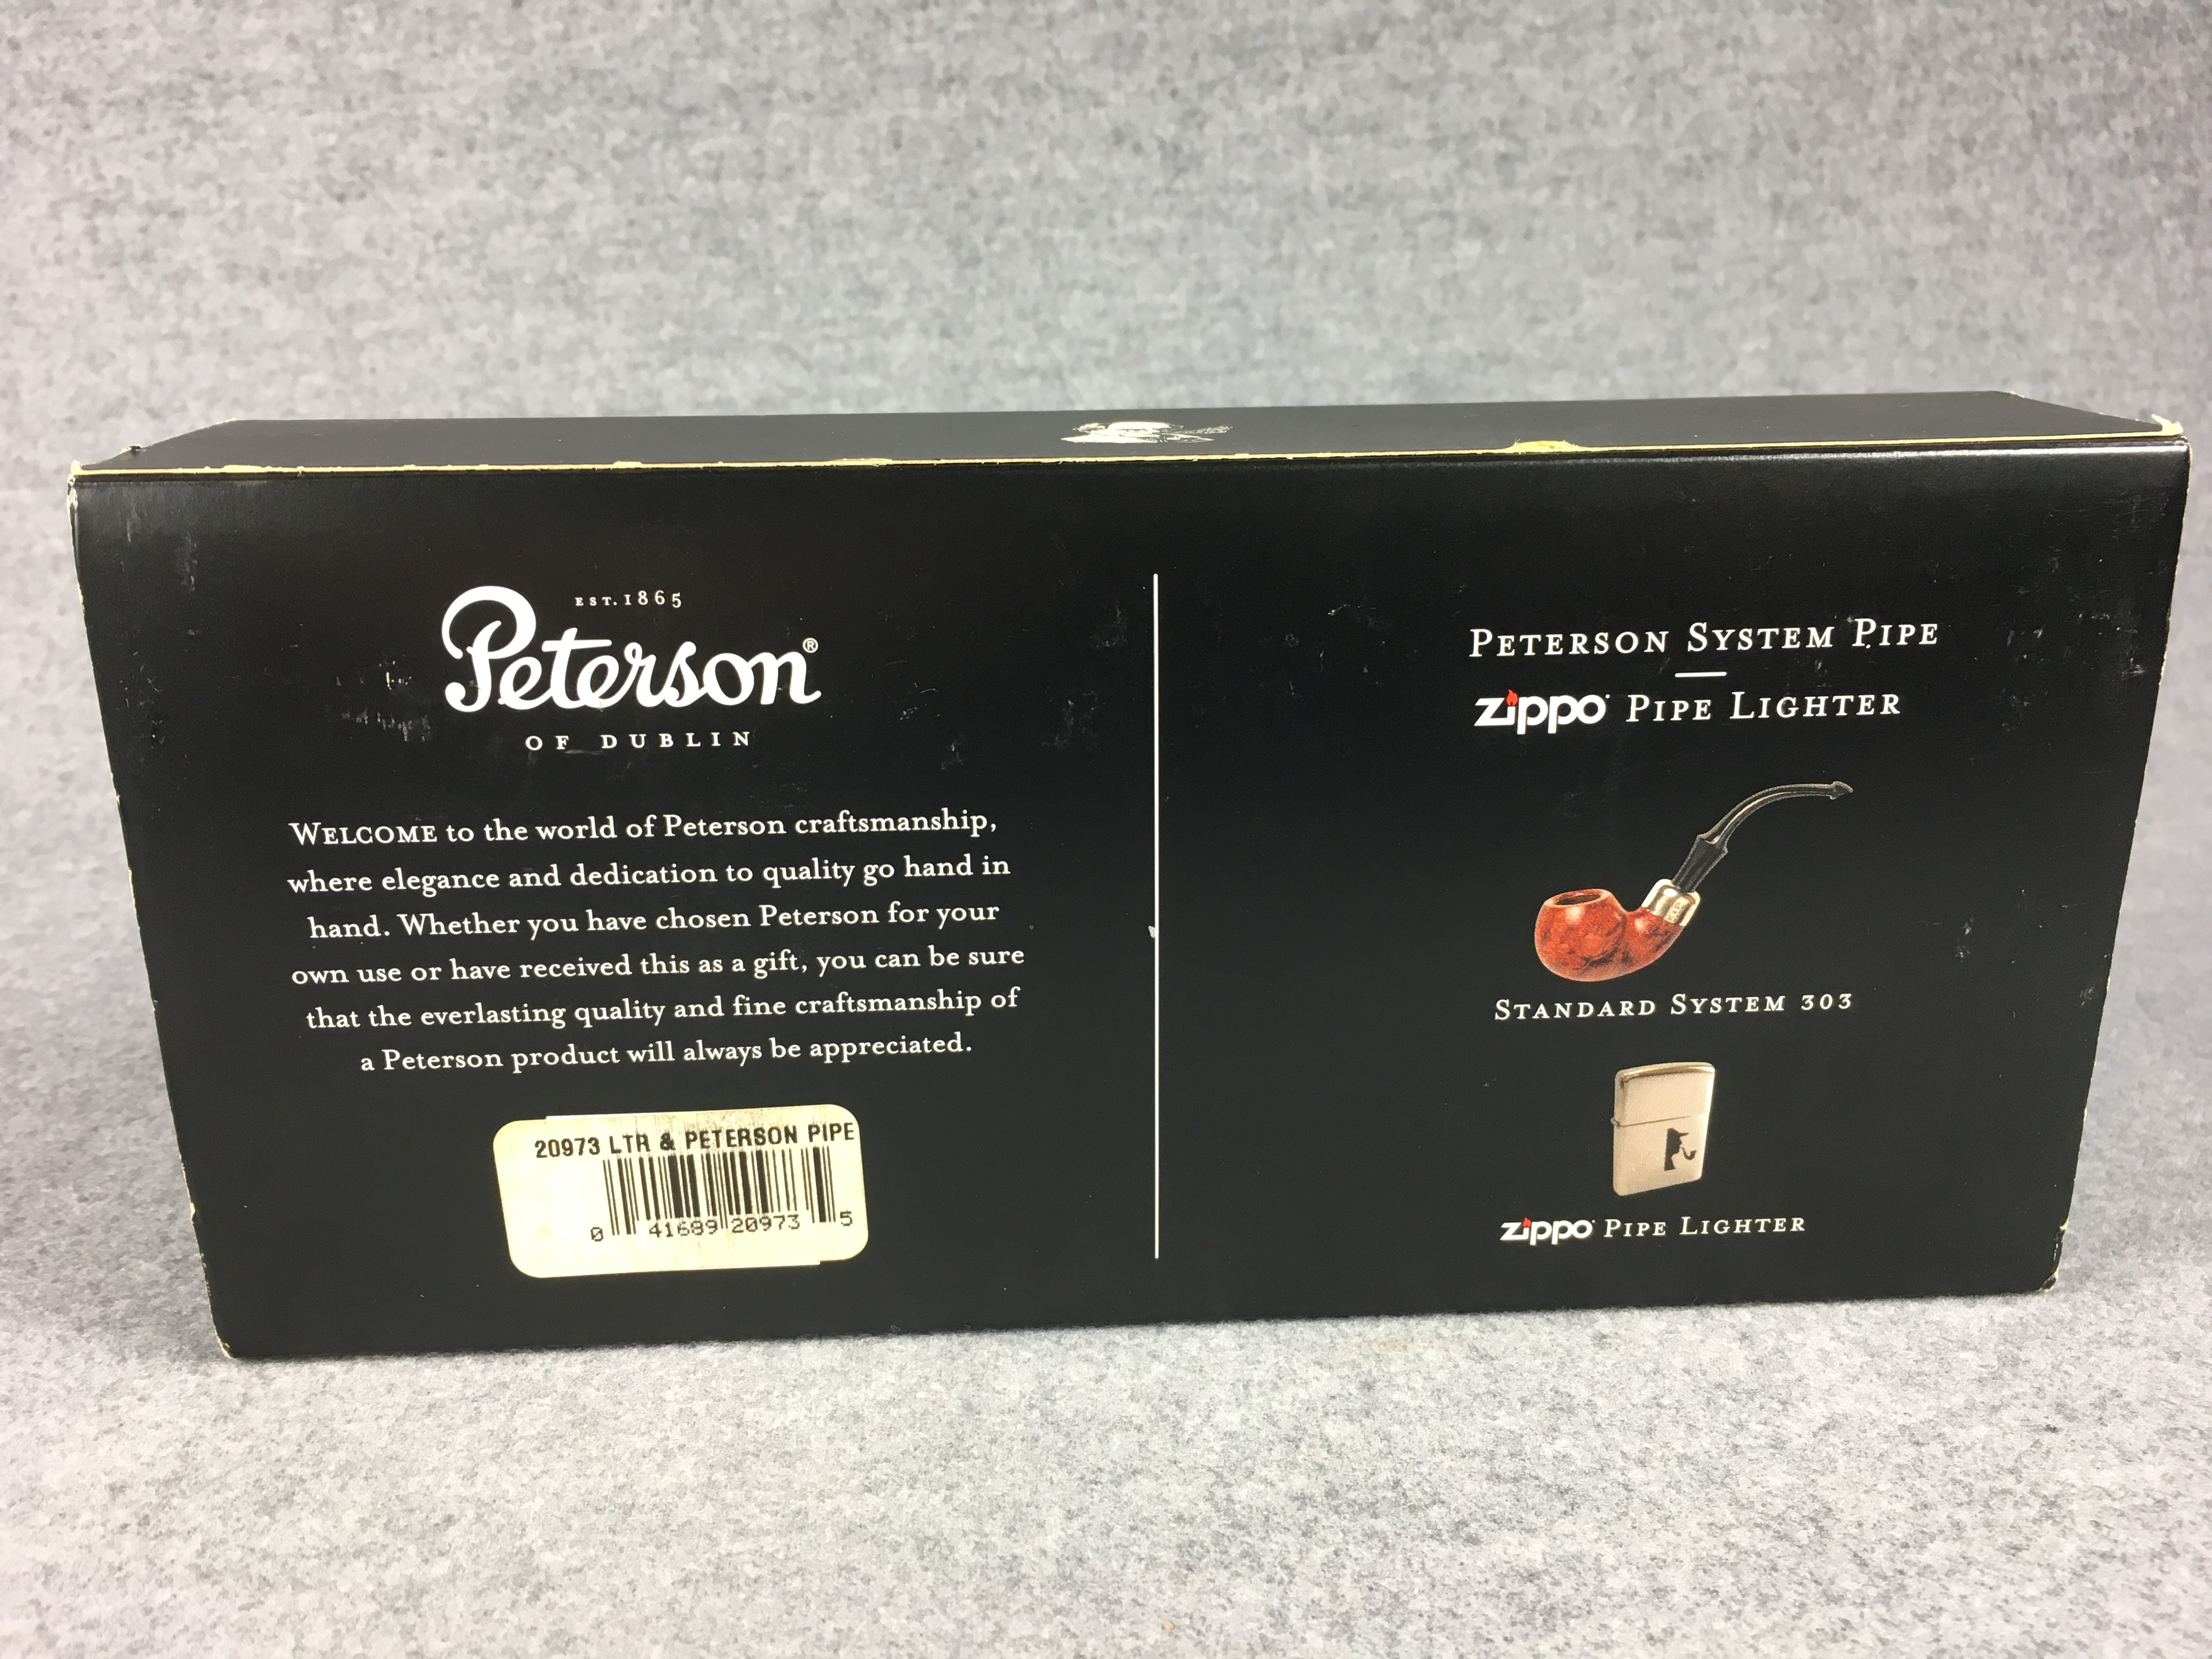 EST. 1865
Peterson®
OF DUBLIN
WELCOME to the world of Peterson craftsmanship,
where elegance and dedication to quality go hand in
hand. Whether you have chosen Peterson for your
own use or have received this as a gift, you can be sure
that the everlasting quality and fine craftsmanship of
a Peterson product will always be appreciated.
20973 LTR & PETERSON PIPE
0 41689 20973 5
PETERSON SYSTEM PIPE
zippo PIPE LIGHTER
STANDARD SYSTEM 303
zippo PIPE LIGHTER